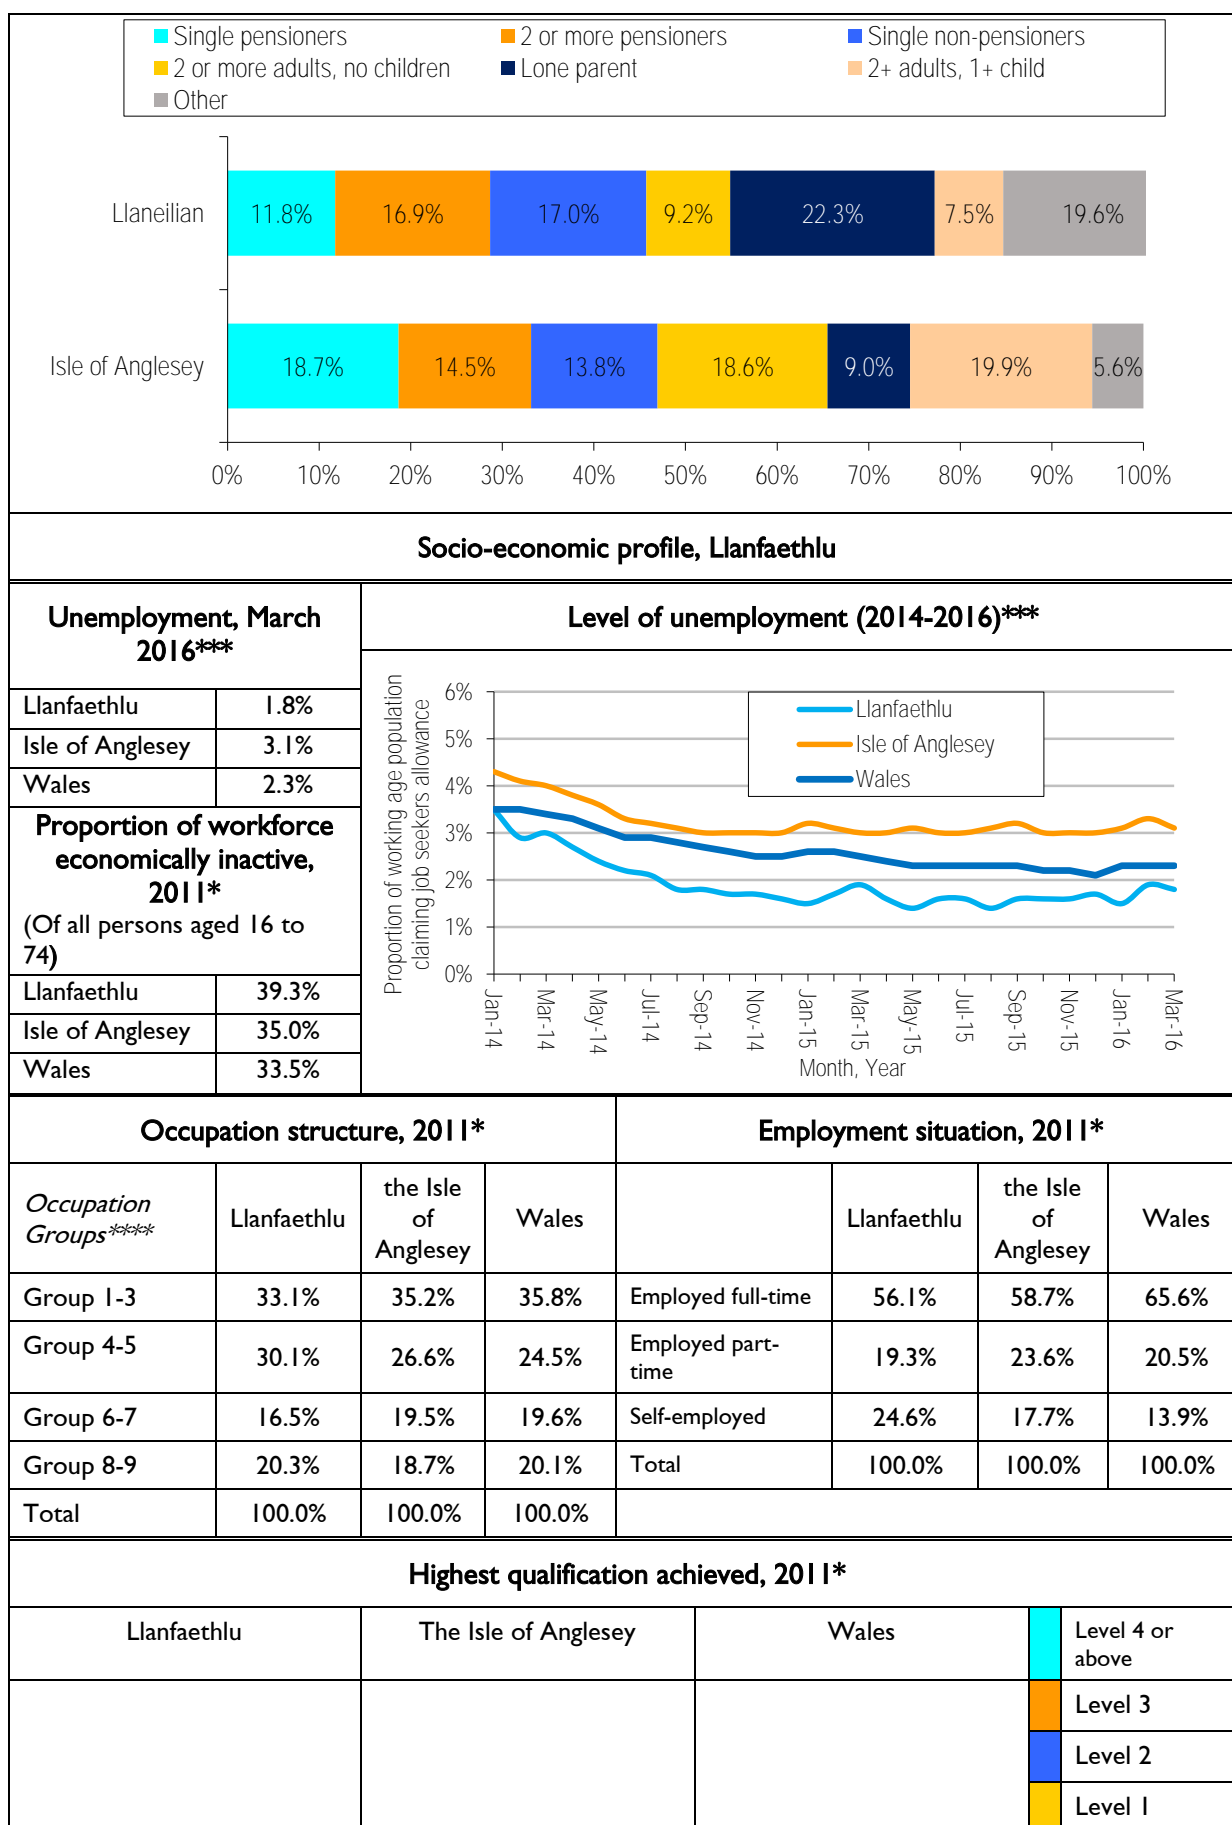 Single pensioners 2 or more pensioners Single non-pensioners
2 or more adults, no children Lone parent 2+ adults, 1+ child
Other
Llaneilian 11.8% 16.9% 17.0% 9.2% 22.3% 7.5% 19.6%
Isle of Anglesey 18.7% 14.5% 13.8% 18.6% 9.0% 19.9% 5.6%
0% 10% 20% 30% 40% 50% 60% 70% 80% 90% 100%
Socio-economic profile, Llanfaethlu
Unemployment, March
2016***
Llanfaethlu 1.8%
Isle of Anglesey 3.1%
Wales 2.3%
Proportion of workforce
economically inactive,
2011*
(Of all persons aged 16 to
74)
Llanfaethlu 39.3%
Isle of Anglesey 35.0%
Wales 33.5%
Level of unemployment (2014-2016)***
Proportion of working age population
claiming job seekers allowance
6%
5%
4%
3%
2%
1%
0%
Llanfaethlu
Isle of Anglesey
Wales
Jan-14 Mar-14 May-14 Jul-14 Sep-14 Nov-14 Jan-15 Mar-15 May-15 Jul-15 Sep-15 Nov-15 Jan-16 Mar-16
Month, Year
Occupation structure, 2011*
Occupation
Groups****
Llanfaethlu
the Isle
of
Anglesey
Wales
Group 1-3 33.1% 35.2% 35.8%
Group 4-5 30.1% 26.6% 24.5%
Group 6-7 16.5% 19.5% 19.6%
Group 8-9 20.3% 18.7% 20.1%
Total 100.0% 100.0% 100.0%
Employment situation, 2011*
Llanfaethlu
the Isle
of
Anglesey
Wales
Employed full-time 56.1% 58.7% 65.6%
Employed part-
time 19.3% 23.6% 20.5%
Self-employed 24.6% 17.7% 13.9%
Total 100.0% 100.0% 100.0%
Highest qualification achieved, 2011*
Llanfaethlu The Isle of Anglesey Wales
Level 4 or
above
Level 3
Level 2
Level 1